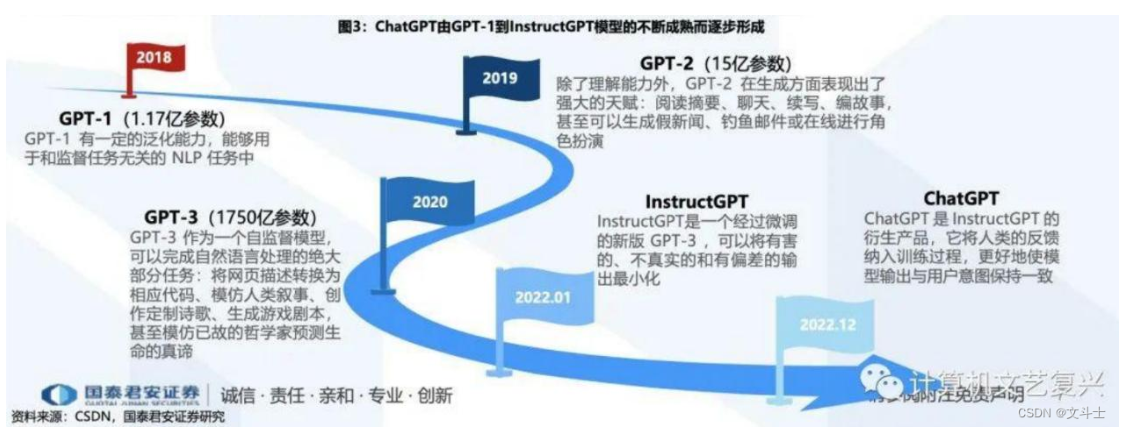 图3：ChatGPT由GPT-1到InstructGPT模型的不断成熟而逐步形成
2018
GPT-1（1.17亿参数）
GPT-1 有一定的泛化能力，能够用
于和监督任务无关的 NLP 任务中
2019
GPT-2（15亿参数）
除了理解能力外，GPT-2 在生成方面表现出了
强大的天赋：阅读摘要、聊天、续写、编故事，
甚至可以生成假新闻、钓鱼邮件或在线进行角
色扮演
2020
GPT-3（1750亿参数）
GPT-3 作为一个自监督模型，
可以完成自然语言处理的绝大
部分任务：将网页描述转换为
相应代码、模仿人类叙事、创
作定制诗歌、生成游戏剧本，
甚至模仿已故的哲学家预测生
命的真谛
InstructGPT
InstructGPT是一个经过微调
的新版 GPT-3 ，可以将有害
的、不真实的和有偏差的输
出最小化
2022.01
ChatGPT
ChatGPT 是 InstructGPT 的
衍生产品，它将人类的反馈
纳入训练过程，更好地使模
型输出与用户意图保持一致
2022.12
国泰君安证券
GUOTAI JUNAN SECURITIES
诚信 · 责任 · 亲和 · 专业 · 创新
计算机文艺复兴
附注免责声明
资料来源：CSDN，国泰君安证券研究
CSDN @文斗士